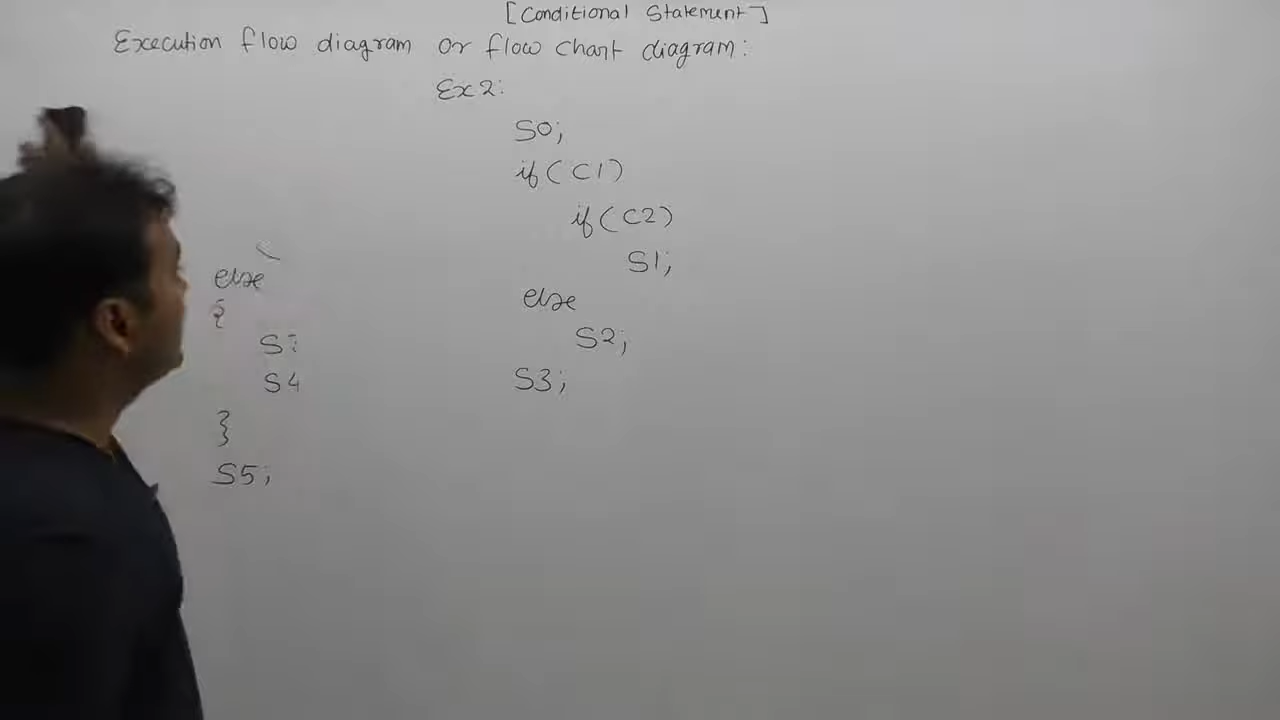 [Conditional Statement]
Execution flow diagram or flow chart diagram:
Ex2:
S0;
if(C1)
if(C2)
S1;
else
S2;
S3;
else
{
S4
}
S5;